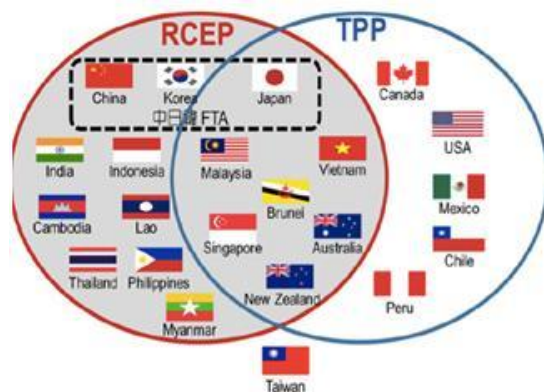 RCEP
TPP
China
Korea
Japan
中日韓 FTA
Canada
India
Indonesia
Malaysia
Vietnam
USA
Cambodia
Lao
Brunei
Mexico
Singapore
Australia
Chile
Thailand
Philippines
New Zealand
Peru
Myanmar
Taiwan